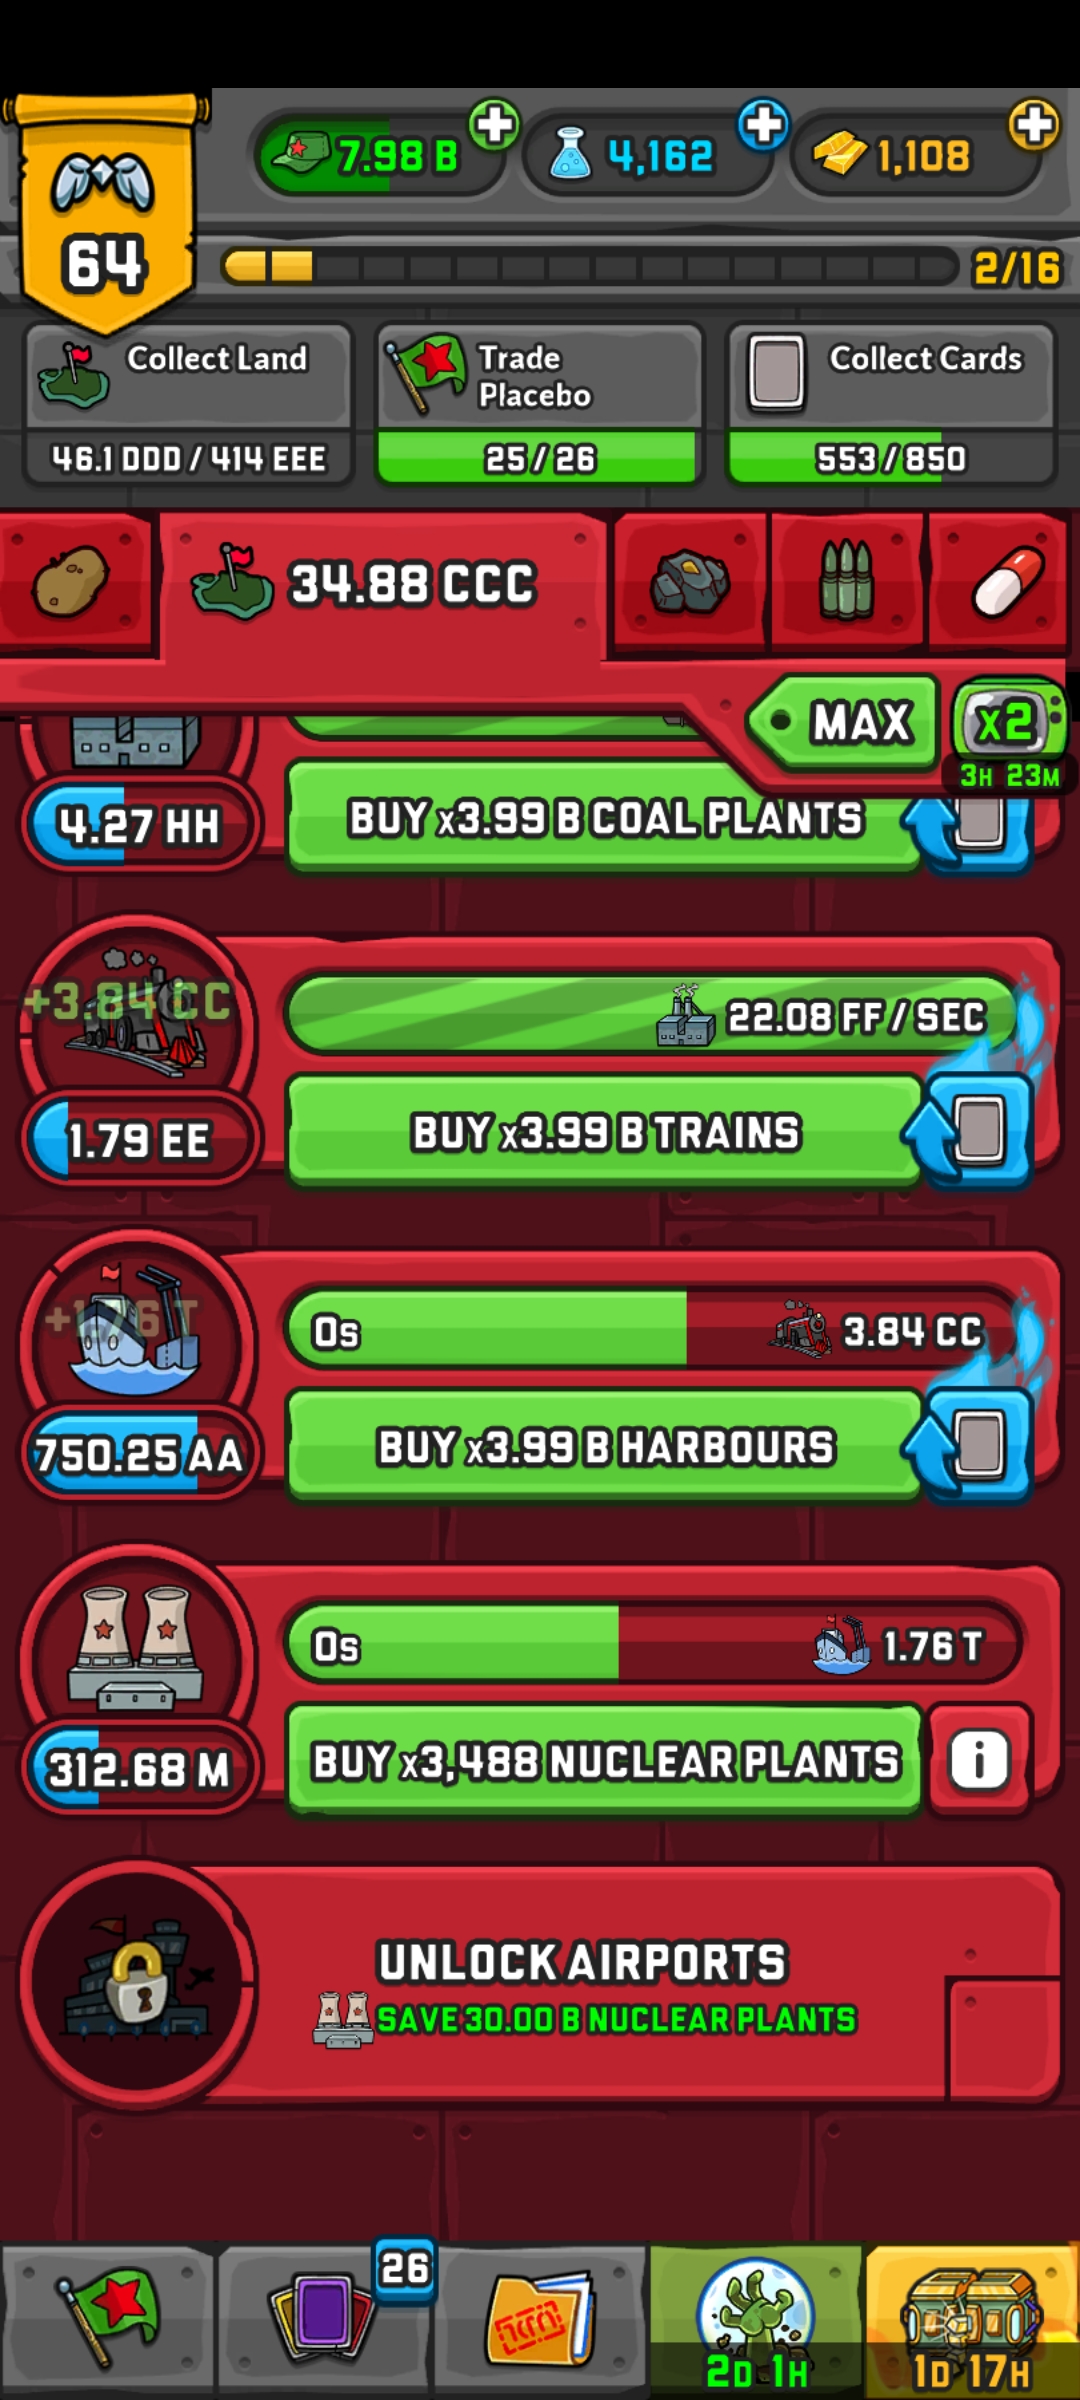 64
7.98 B
4,162
1,108
2/16
Collect Land
46.1 DDD / 414 EEE
Trade
Placebo
25 / 26
Collect Cards
553 / 850
34.88 CCC
MAX
x2
3H 23M
4.27 HH
BUY x3.99 B COAL PLANTS
+3.84 CC
22.08 FF / SEC
1.79 EE
BUY x3.99 B TRAINS
+1.76 T
0s
3.84 CC
750.25 AA
BUY x3.99 B HARBOURS
0s
1.76 T
312.68 M
BUY x3,488 NUCLEAR PLANTS
i
UNLOCK AIRPORTS
SAVE 30.00 B NUCLEAR PLANTS
26
2D 1H
1D 17H